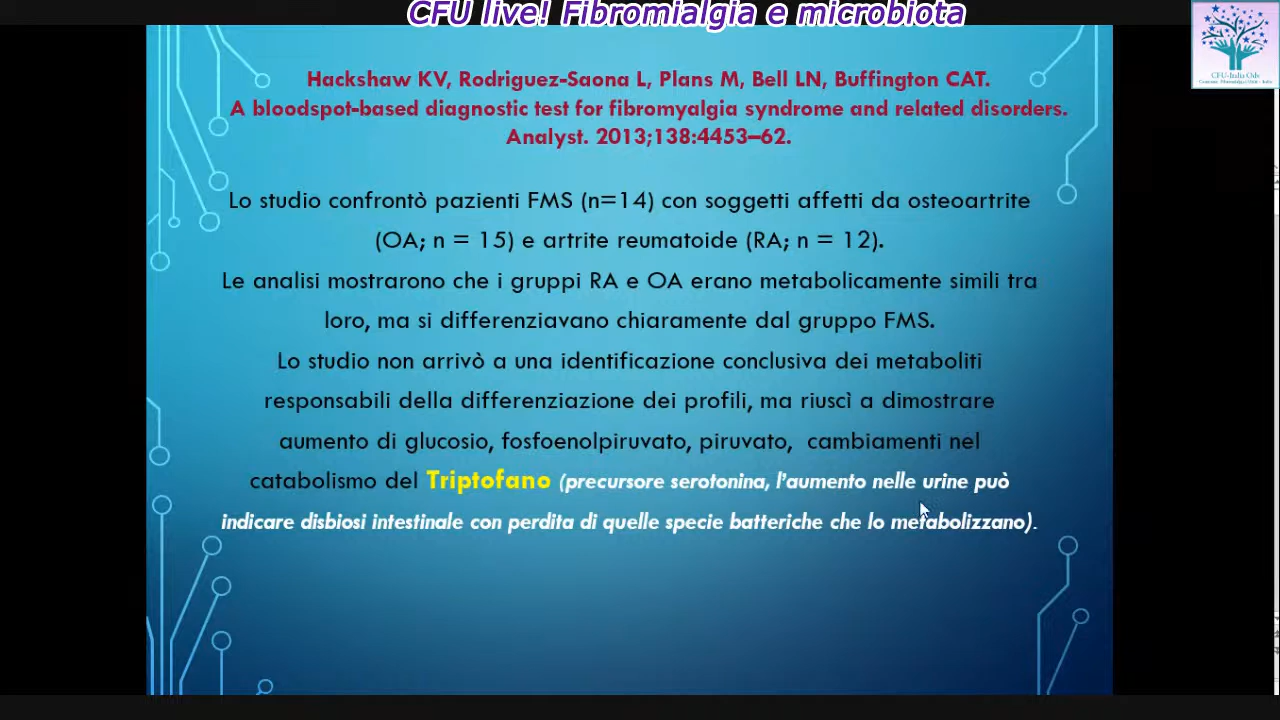 CFU live! Fibromialgia e microbiota
CFU-Italia Odv
Hackshaw KV, Rodriguez-Saona L, Plans M, Bell LN, Buffington CAT.
A bloodspot-based diagnostic test for fibromyalgia syndrome and related disorders.
Analyst. 2013;138:4453–62.
Lo studio confrontò pazienti FMS (n=14) con soggetti affetti da osteoartrite
(OA; n = 15) e artrite reumatoide (RA; n = 12).
Le analisi mostrarono che i gruppi RA e OA erano metabolicamente simili tra
loro, ma si differenziavano chiaramente dal gruppo FMS.
Lo studio non arrivò a una identificazione conclusiva dei metaboliti
responsabili della differenziazione dei profili, ma riuscì a dimostrare
aumento di glucosio, fosfoenolpiruvato, piruvato, cambiamenti nel
catabolismo del Triptofano (precursore serotonina, l'aumento nelle urine può
indicare disbiosi intestinale con perdita di quelle specie batteriche che lo metabolizzano).